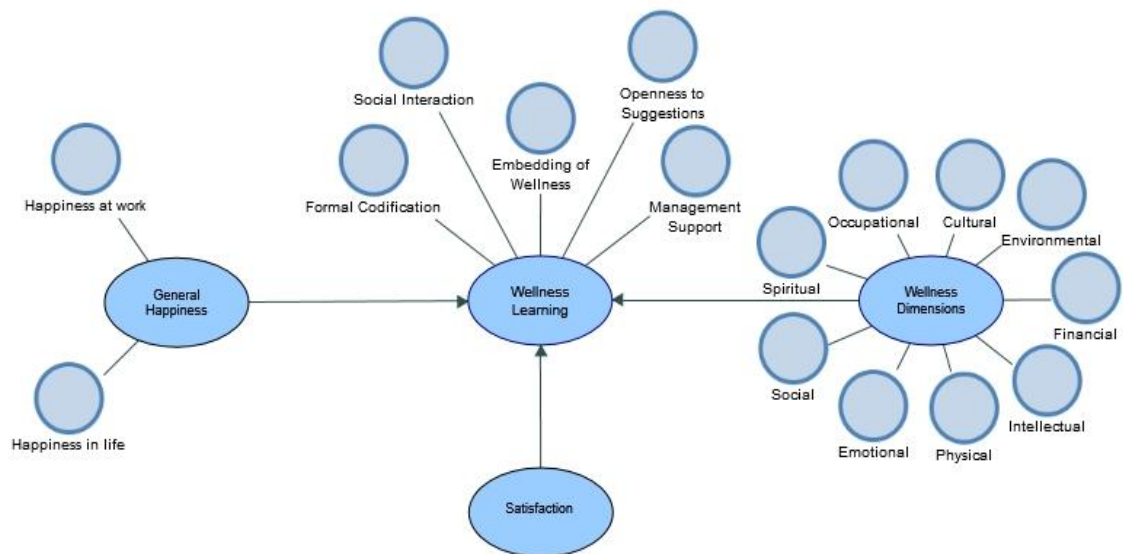 Social Interaction
Openness to
Suggestions
Happiness at work
Formal Codification
Embedding of
Wellness
Management
Support
Occupational
Cultural
Environmental
Spiritual
General
Happiness
Wellness
Learning
Wellness
Dimensions
Financial
Social
Happiness in life
Emotional
Physical
Intellectual
Satisfaction